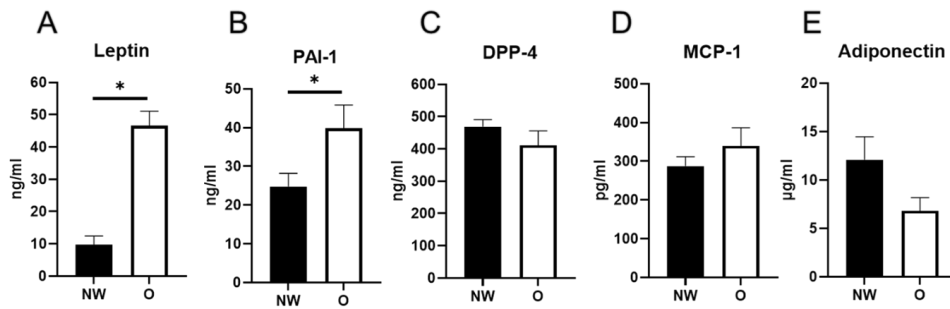 A
Leptin
*
ng/ml
60
50
40
30
20
10
0
NW
O
B
PAI-1
*
ng/ml
50
40
30
20
10
0
NW
O
C
DPP-4
ng/ml
600
500
400
300
200
100
0
NW
O
D
MCP-1
pg/ml
500
400
300
200
100
0
NW
O
E
Adiponectin
µg/ml
20
15
10
5
0
NW
O